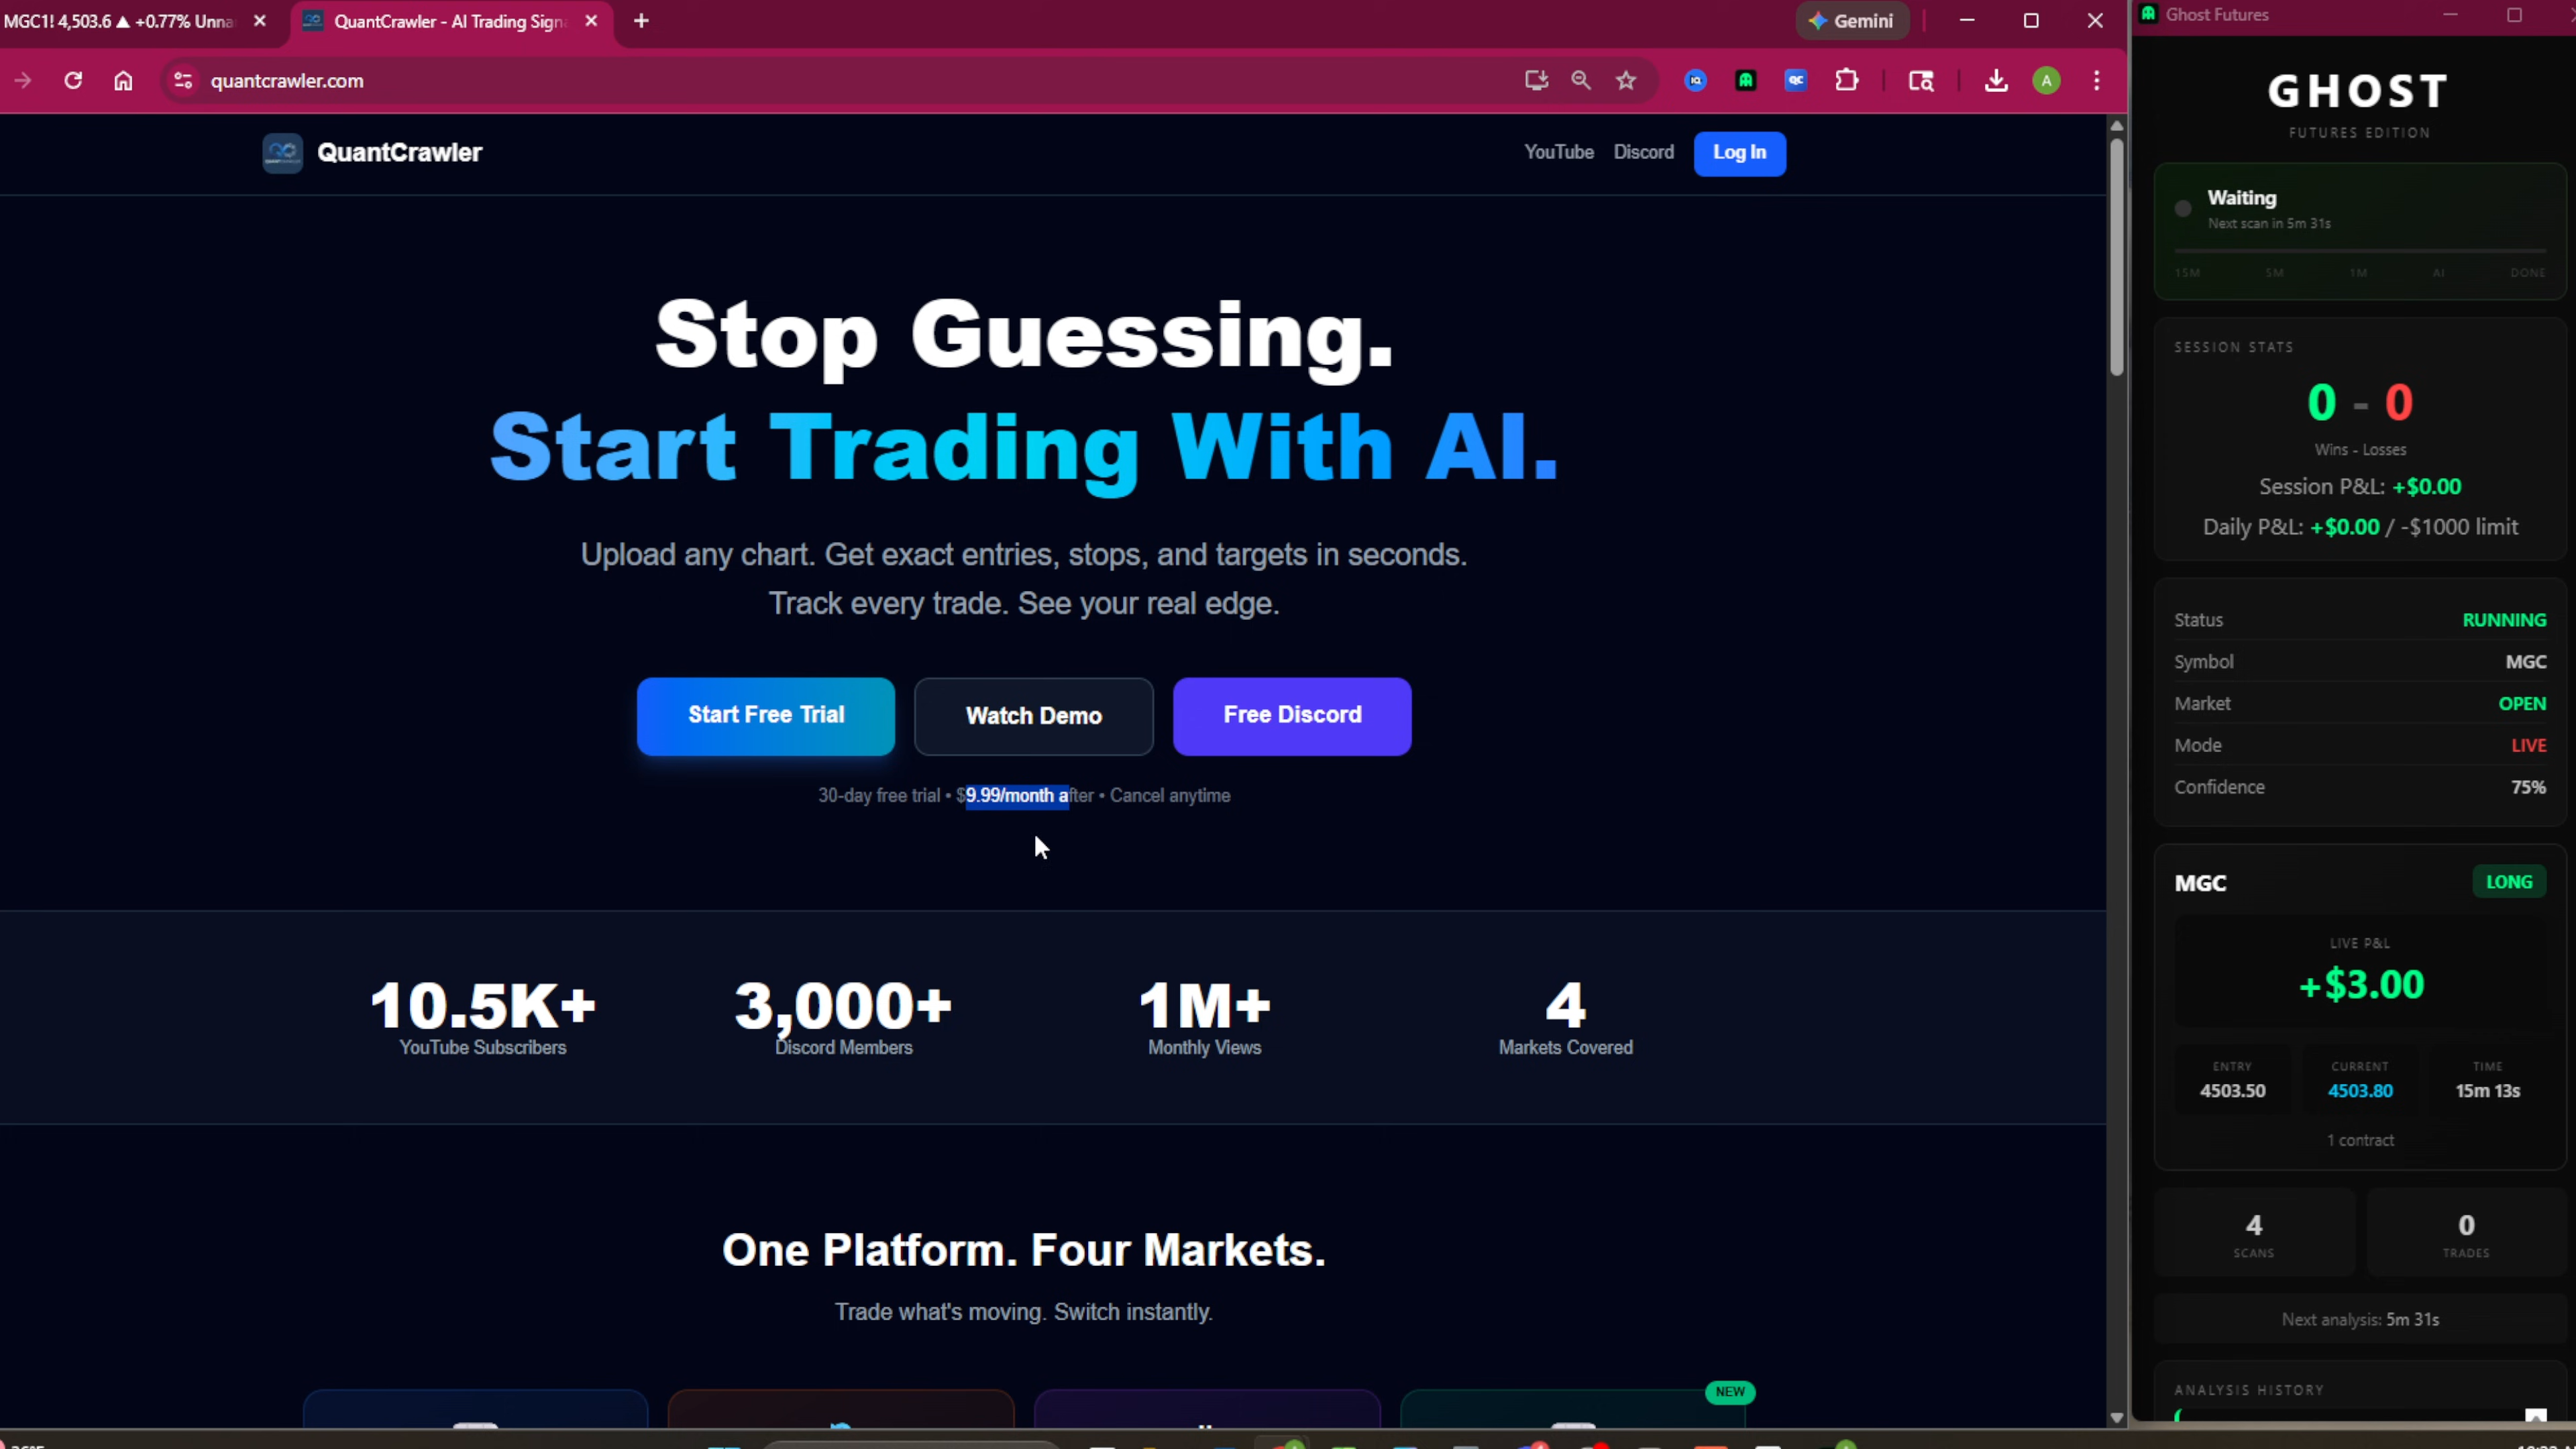 MGC1! 4,503.6 ▲ +0.77% Unna
QuantCrawler - AI Trading Sign
Gemini
quantcrawler.com
QuantCrawler
YouTube
Discord
Log In
Stop Guessing.
Start Trading With AI.
Upload any chart. Get exact entries, stops, and targets in seconds.
Track every trade. See your real edge.
Start Free Trial
Watch Demo
Free Discord
30-day free trial • $9.99/month after • Cancel anytime
10.5K+
YouTube Subscribers
3,000+
Discord Members
1M+
Monthly Views
4
Markets Covered
One Platform. Four Markets.
Trade what's moving. Switch instantly.
NEW
Ghost Futures
GHOST
FUTURES EDITION
Waiting
Next scan in 5m 31s
15M 5M 1M AI DONE
SESSION STATS
0 - 0
Wins - Losses
Session P&L: +$0.00
Daily P&L: +$0.00 / -$1000 limit
Status RUNNING
Symbol MGC
Market OPEN
Mode LIVE
Confidence 75%
MGC LONG
LIVE P&L
+$3.00
ENTRY CURRENT TIME
4503.50 4503.80 15m 13s
1 contract
4 0
SCANS TRADES
Next analysis: 5m 31s
ANALYSIS HISTORY